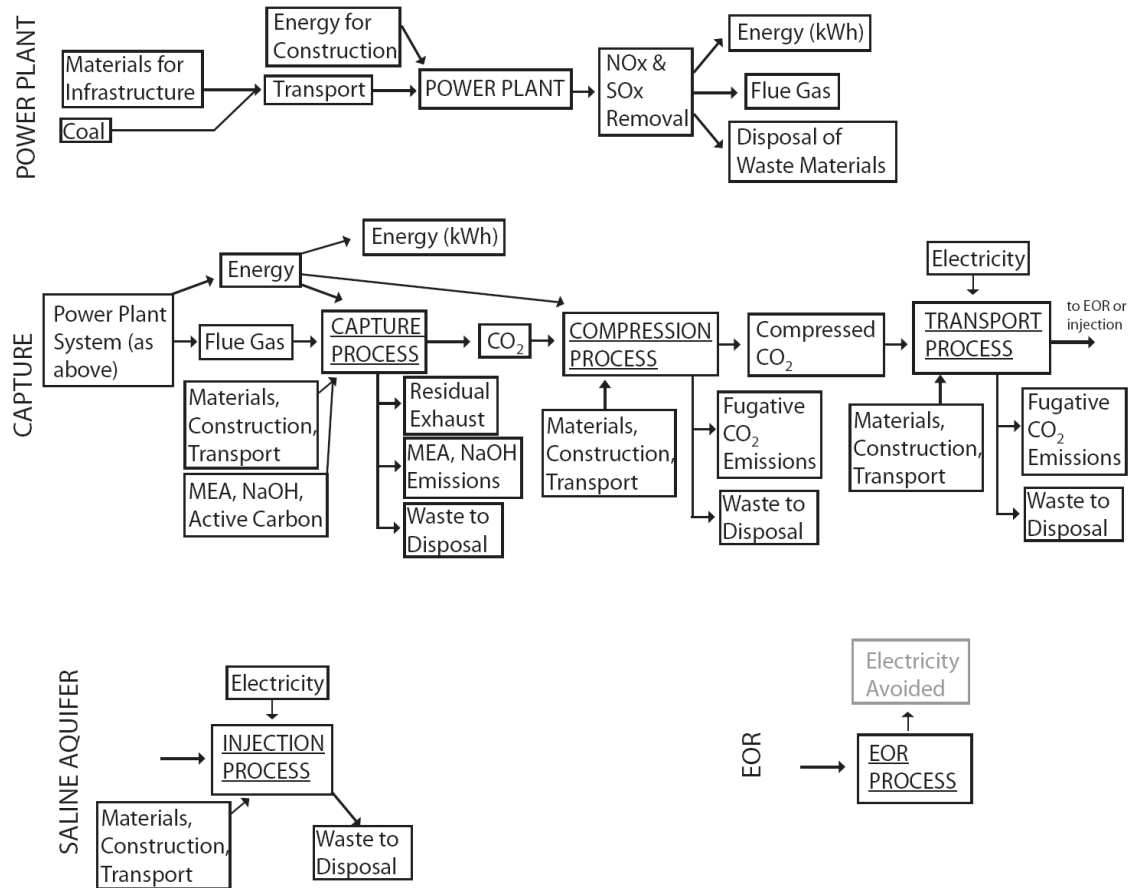 POWER PLANT
Energy for
Construction
Materials for
Infrastructure
Coal
Transport
POWER PLANT
NOx &
SOx
Removal
Energy (kWh)
Flue Gas
Disposal of
Waste Materials
CAPTURE
Power Plant
System (as
above)
Energy
Energy (kWh)
Flue Gas
Materials,
Construction,
Transport
MEA, NaOH,
Active Carbon
CAPTURE
PROCESS
Residual
Exhaust
MEA, NaOH
Emissions
Waste to
Disposal
CO2
COMPRESSION
PROCESS
Materials,
Construction,
Transport
Fugative
CO2
Emissions
Waste to
Disposal
Compressed
CO2
Electricity
TRANSPORT
PROCESS
to EOR or
injection
Materials,
Construction,
Transport
Fugative
CO2
Emissions
Waste to
Disposal
SALINE AQUIFER
Electricity
INJECTION
PROCESS
Materials,
Construction,
Transport
Waste to
Disposal
EOR
Electricity
Avoided
EOR
PROCESS